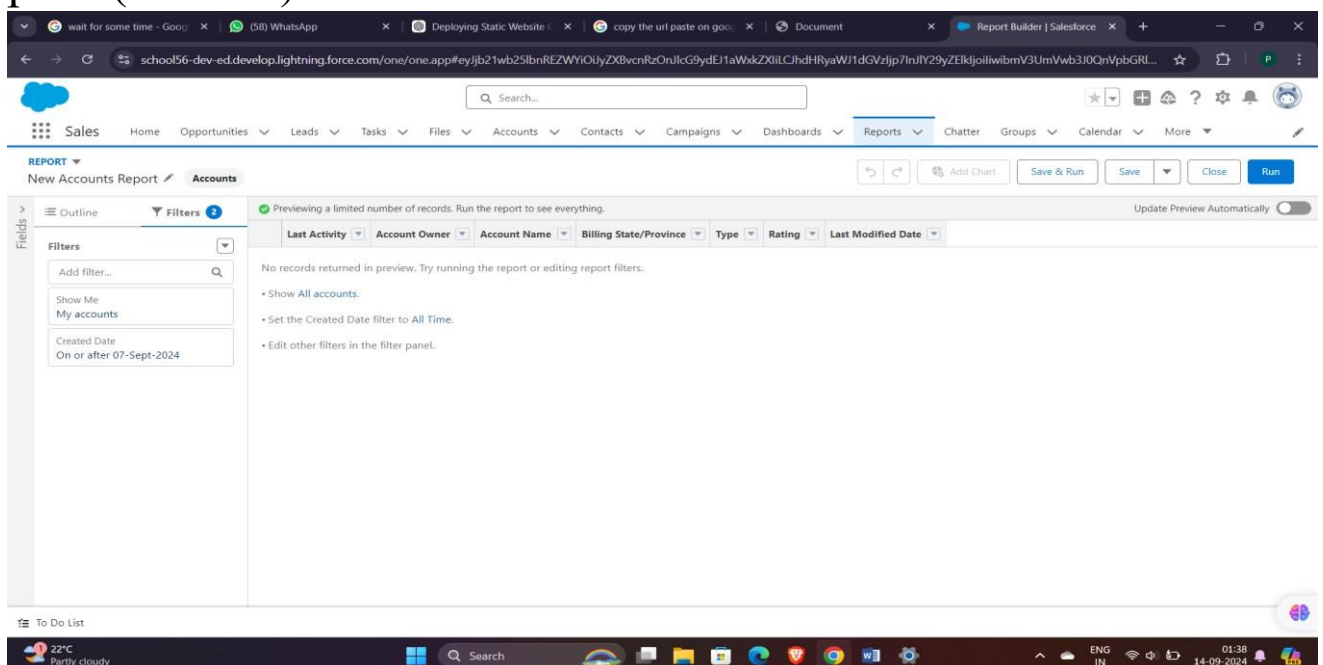 wait for some time - Goog
(58) WhatsApp
Deploying Static Website
copy the url paste on goog
Document
Report Builder | Salesforce
Search...
Sales Home Opportunities Leads Tasks Files Accounts Contacts Campaigns Dashboards Reports Chatter Groups Calendar More
REPORT
New Accounts Report Accounts
Add Chart Save & Run Save Close Run
Fields
Outline Filters 2
Previewing a limited number of records. Run the report to see everything. Update Preview Automatically
Last Activity Account Owner Account Name Billing State/Province Type Rating Last Modified Date
Filters
Add filter...
Show Me
My accounts
Created Date
On or after 07-Sept-2024
No records returned in preview. Try running the report or editing report filters.
• Show All accounts.
• Set the Created Date filter to All Time.
• Edit other filters in the filter panel.
To Do List
22°C
Partly cloudy
Search
ENG
IN
01:38
14-09-2024